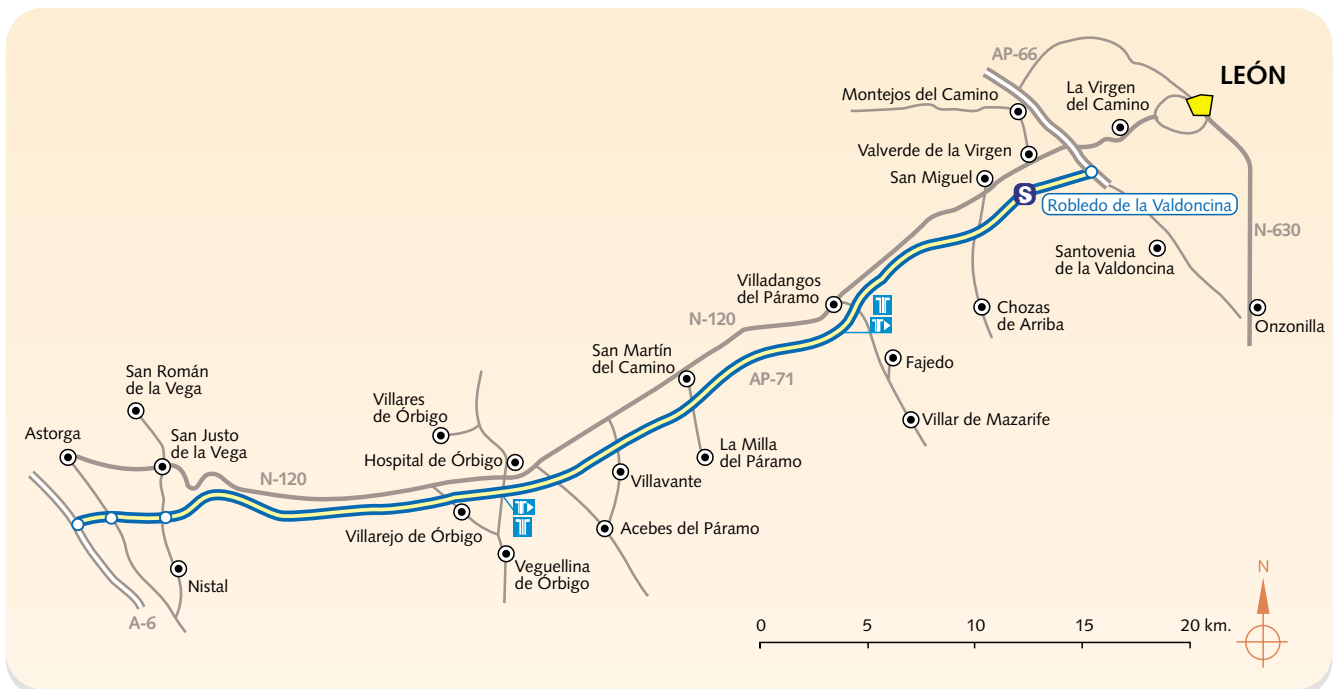 AP-66
LEÓN
La Virgen
del Camino
Montejos del Camino
Valverde de la Virgen
San Miguel
S
Robledo de la Valdoncina
N-630
Santovenia
de la Valdoncina
Villadangos
del Páramo
Chozas
de Arriba
Onzonilla
N-120
San Martín
del Camino
Fajedo
AP-71
San Román
de la Vega
Villares
de Órbigo
Villar de Mazarife
Astorga
San Justo
de la Vega
La Milla
del Páramo
Hospital de Órbigo
N-120
Villavante
Villarejo de Órbigo
Acebes del Páramo
Veguellina
de Órbigo
Nistal
A-6
N
0 5 10 15 20 km.